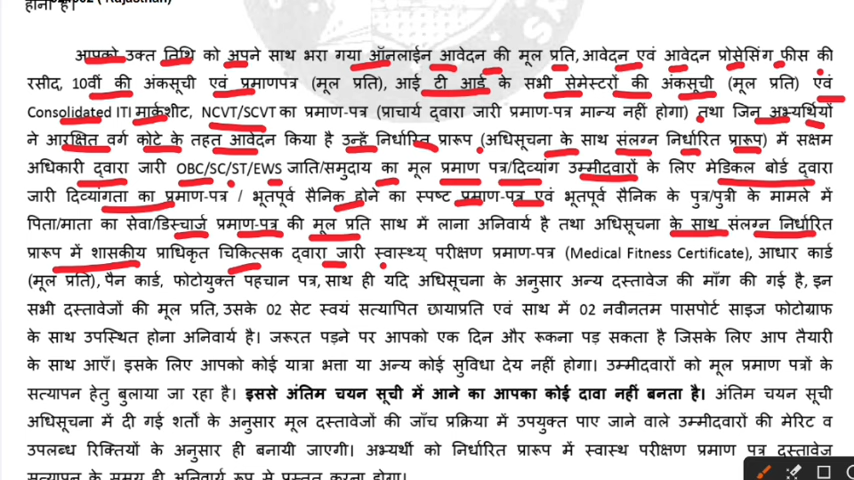 होना है।
(Rajasthan)
आपको उक्त तिथि को अपने साथ भरा गया ऑनलाईन आवेदन की मूल प्रति, आवेदन एवं आवेदन प्रोसेसिंग फीस की
रसीद, 10वीं की अंकसूची एवं प्रमाणपत्र (मूल प्रति), आई टी आई के सभी सेमेस्टरों की अंकसूची (मूल प्रति) एवं
Consolidated ITI मार्कशीट, NCVT/SCVT का प्रमाण-पत्र (प्राचार्य द्वारा जारी प्रमाण-पत्र मान्य नहीं होगा) तथा जिन अभ्यर्थियों
ने आरक्षित वर्ग कोटे के तहत आवेदन किया है उन्हें निर्धारित प्रारूप (अधिसूचना के साथ संलग्न निर्धारित प्रारूप) में सक्षम
अधिकारी द्वारा जारी OBC/SC/ST/EWS जाति/समुदाय का मूल प्रमाण पत्र/दिव्यांग उम्मीदवारों के लिए मेडिकल बोर्ड द्वारा
जारी दिव्यांगता का प्रमाण-पत्र / भूतपूर्व सैनिक होने का स्पष्ट प्रमाण-पत्र एवं भूतपूर्व सैनिक के पुत्र/पुत्री के मामले में
पिता/माता का सेवा/डिस्चार्ज प्रमाण-पत्र की मूल प्रति साथ में लाना अनिवार्य है तथा अधिसूचना के साथ संलग्न निर्धारित
प्रारूप में शासकीय प्राधिकृत चिकित्सक द्वारा जारी स्वास्थ्य परीक्षण प्रमाण-पत्र (Medical Fitness Certificate), आधार कार्ड
(मूल प्रति), पैन कार्ड, फोटोयुक्त पहचान पत्र, साथ ही यदि अधिसूचना के अनुसार अन्य दस्तावेज की माँग की गई है, इन
सभी दस्तावेजों की मूल प्रति, उसके 02 सेट स्वयं सत्यापित छायाप्रति एवं साथ में 02 नवीनतम पासपोर्ट साइज फोटोग्राफ
के साथ उपस्थित होना अनिवार्य है। जरूरत पड़ने पर आपको एक दिन और रूकना पड़ सकता है जिसके लिए आप तैयारी
के साथ आएँ। इसके लिए आपको कोई यात्रा भत्ता या अन्य कोई सुविधा देय नहीं होगा। उम्मीदवारों को मूल प्रमाण पत्रों के
सत्यापन हेतु बुलाया जा रहा है। इससे अंतिम चयन सूची में आने का आपका कोई दावा नहीं बनता है। अंतिम चयन सूची
अधिसूचना में दी गई शर्तों के अनुसार मूल दस्तावेजों की जाँच प्रक्रिया में उपयुक्त पाए जाने वाले उम्मीदवारों की मेरिट व
उपलब्ध रिक्तियों के अनुसार ही बनायी जाएगी। अभ्यर्थी को निर्धारित प्रारूप में स्वास्थ परीक्षण प्रमाण पत्र दस्तावेज
सत्यापन के समय ही अनिवार्य रूप से प्रस्तुत करना होगा।